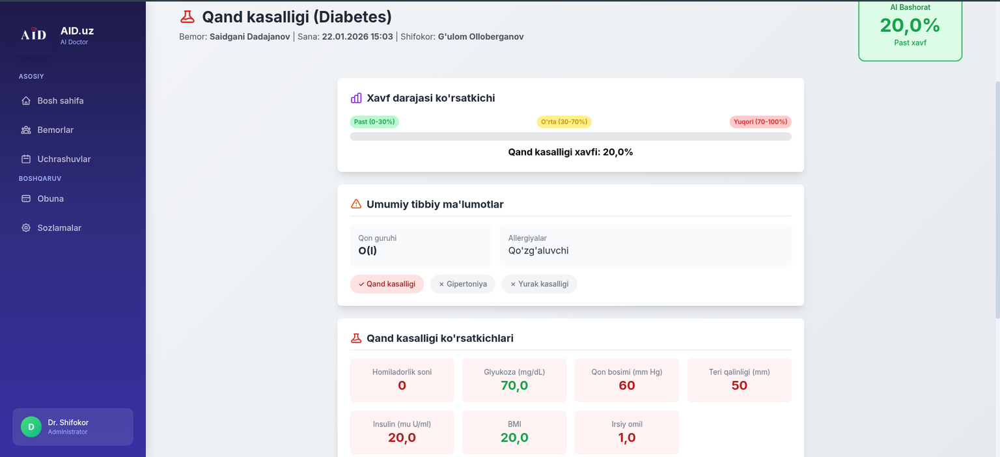 AID
AID.uz
AI Doctor
ASOSIY
Bosh sahifa
Bemorlar
Uchrashuvlar
BOSHQARUV
Obuna
Sozlamalar
D
Dr. Shifokor
Administrator
Qand kasalligi (Diabetes)
Bemor: Saidgani Dadajanov | Sana: 22.01.2026 15:03 | Shifokor: G'ulom Olloberganov
AI Bashorat
20,0%
Past xavf
Xavf darajasi ko'rsatkichi
Past (0-30%) O'rta (30-70%) Yuqori (70-100%)
Qand kasalligi xavfi: 20,0%
Umumiy tibbiy ma'lumotlar
Qon guruhi
O(I)
Allergiyalar
Qo'zg'aluvchi
✓ Qand kasalligi × Gipertoniya × Yurak kasalligi
Qand kasalligi ko'rsatkichlari
Homiladorlik soni
0
Glyukoza (mg/dL)
70,0
Qon bosimi (mm Hg)
60
Teri qalinligi (mm)
50
Insulin (mu U/ml)
20,0
BMI
20,0
Irsiy omil
1,0